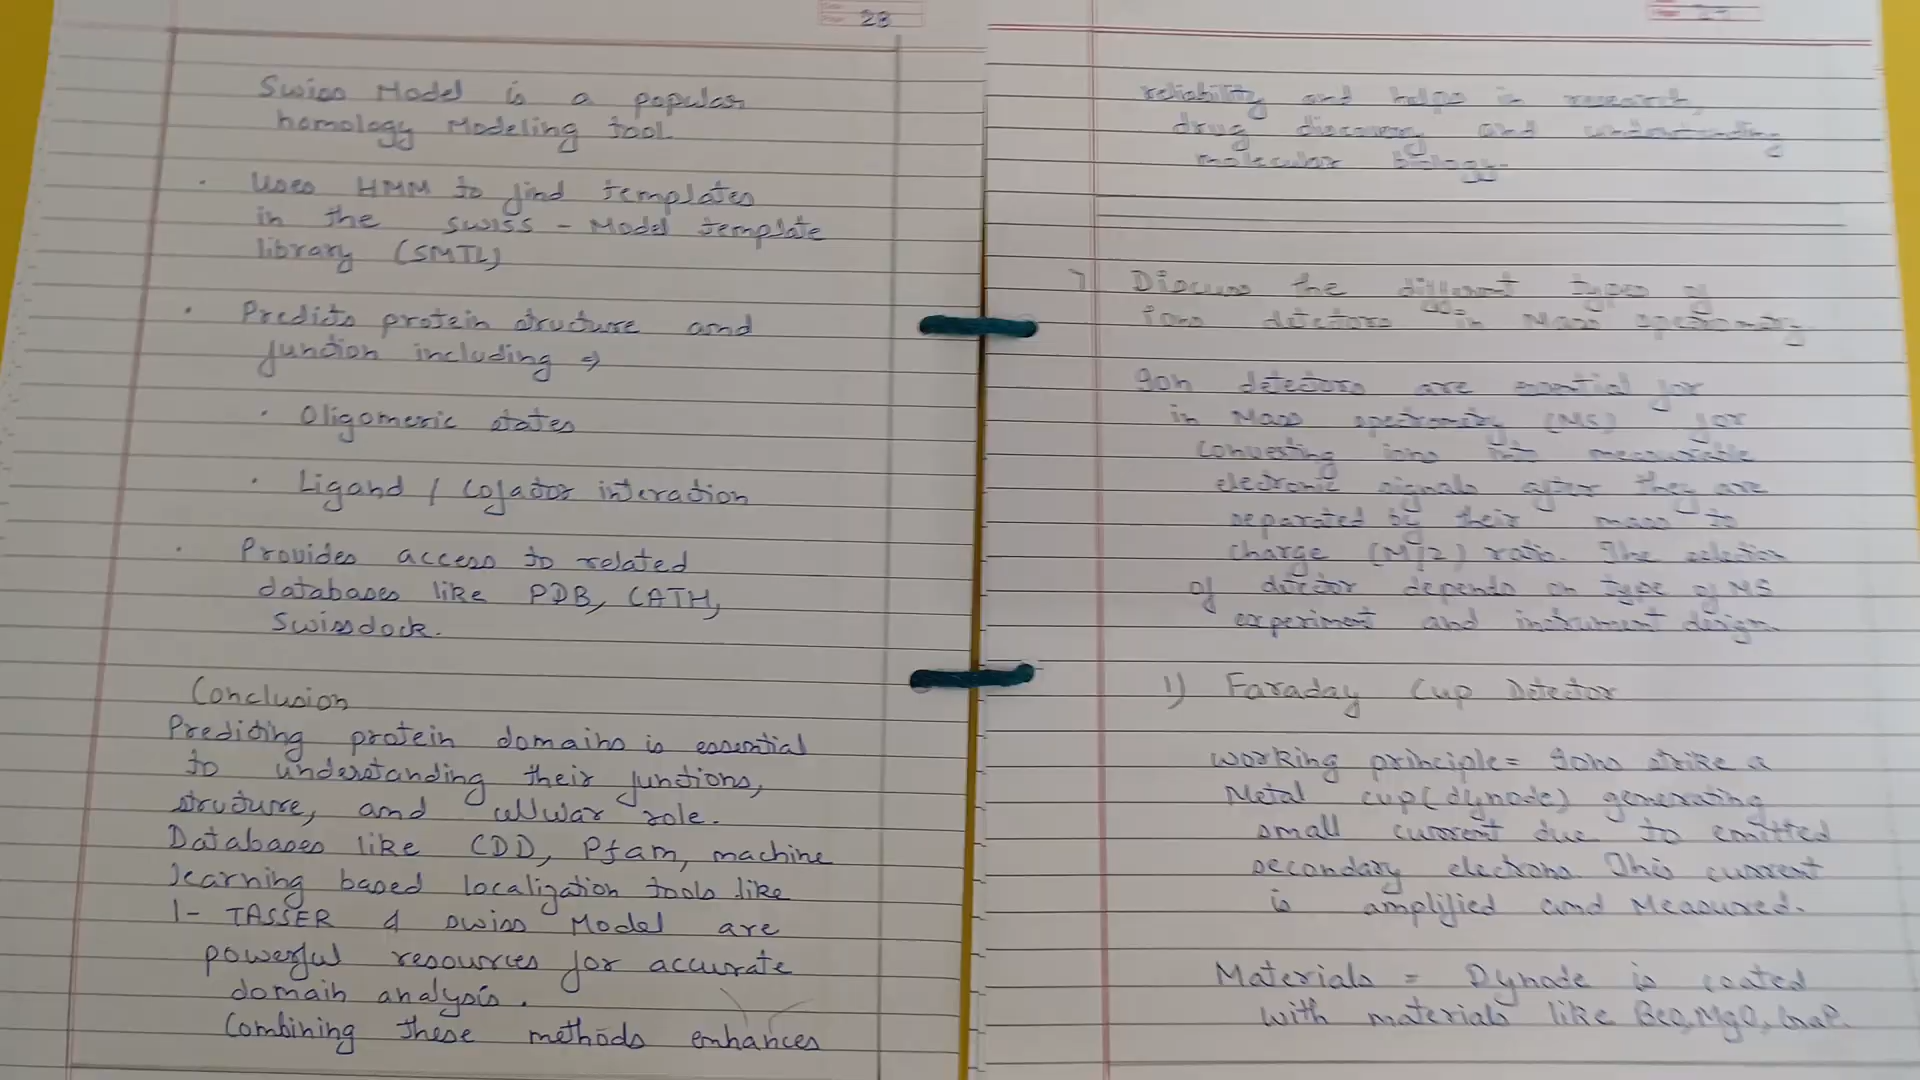 23
Swiss Model is a popular
homology Modeling tool
· Uses HMM to find templates
in the swiss - Model template
library (SMTL)
· Predicts protein structure and
function including ⇒
· Oligomeric states
· Ligand / Cofactor interaction
· Provides access to related
databases like PDB, CATH,
Swissdock.
Conclusion
Predicting protein domains is essential
to understanding their functions,
structure, and cellular role.
Databases like CDD, Pfam, machine
learning based localization tools like
I- TASSER & swiss Model are
powerful resources for accurate
domain analysis.
Combining these methods enhances
reliability and helps in research,
drug discovery and understanding
molecular biology.
7 Discuss the different types of
ions detectors in Mass spectrometry
Ion detectors are essential for
in Mass spectrometry (MS) for
Converting ions into measurable
electronic signals after they are
separated by their mass to
charge (M/Z) ratio. The selection
of detector depends on type of MS
experiment and instrument design.
1) Faraday Cup Detector
working principle = Ions strike a
Metal cup(dynode) generating
small current due to emitted
secondary electrons This current
is amplified and Measured.
Materials = Dynode is coated
with materials like BeO, MgO, GaP.